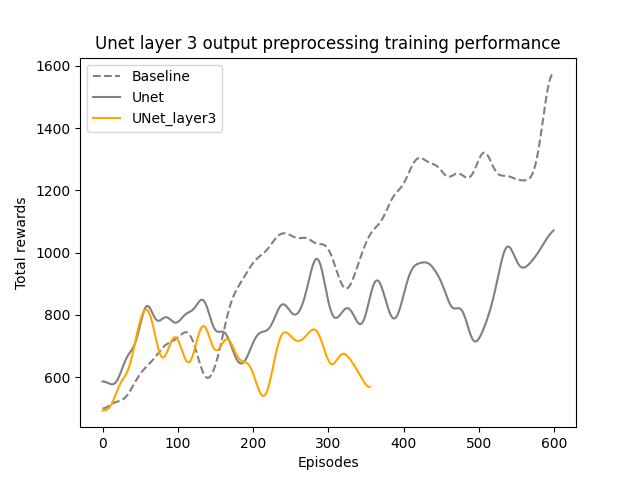 Unet layer 3 output preprocessing training performance
1600
1400
1200
1000
800
600
Total rewards
Baseline
Unet
UNet_layer3
0 100 200 300 400 500 600
Episodes